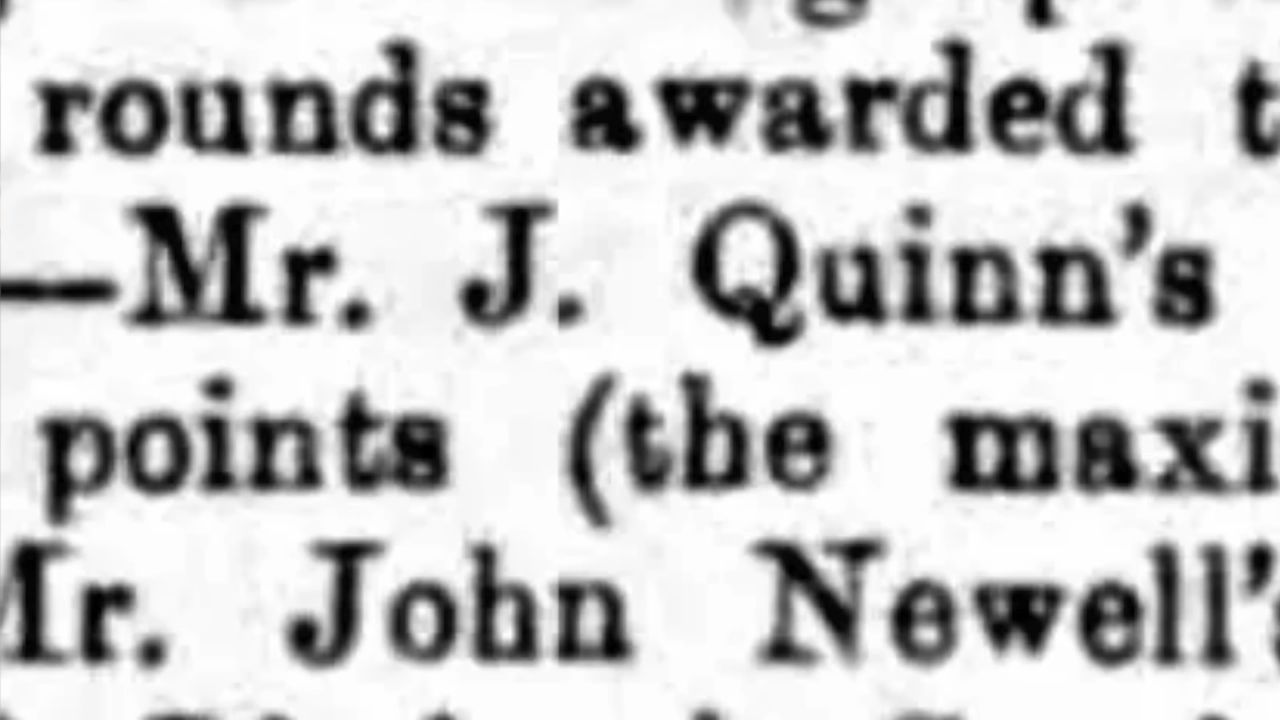 rounds awarded t
—Mr. J. Quinn's
points (the maxi
Mr. John Newell's